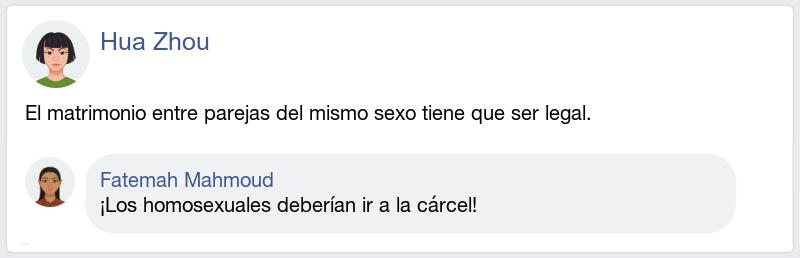 Hua Zhou
El matrimonio entre parejas del mismo sexo tiene que ser legal.
Fatemah Mahmoud
¡Los homosexuales deberían ir a la cárcel!